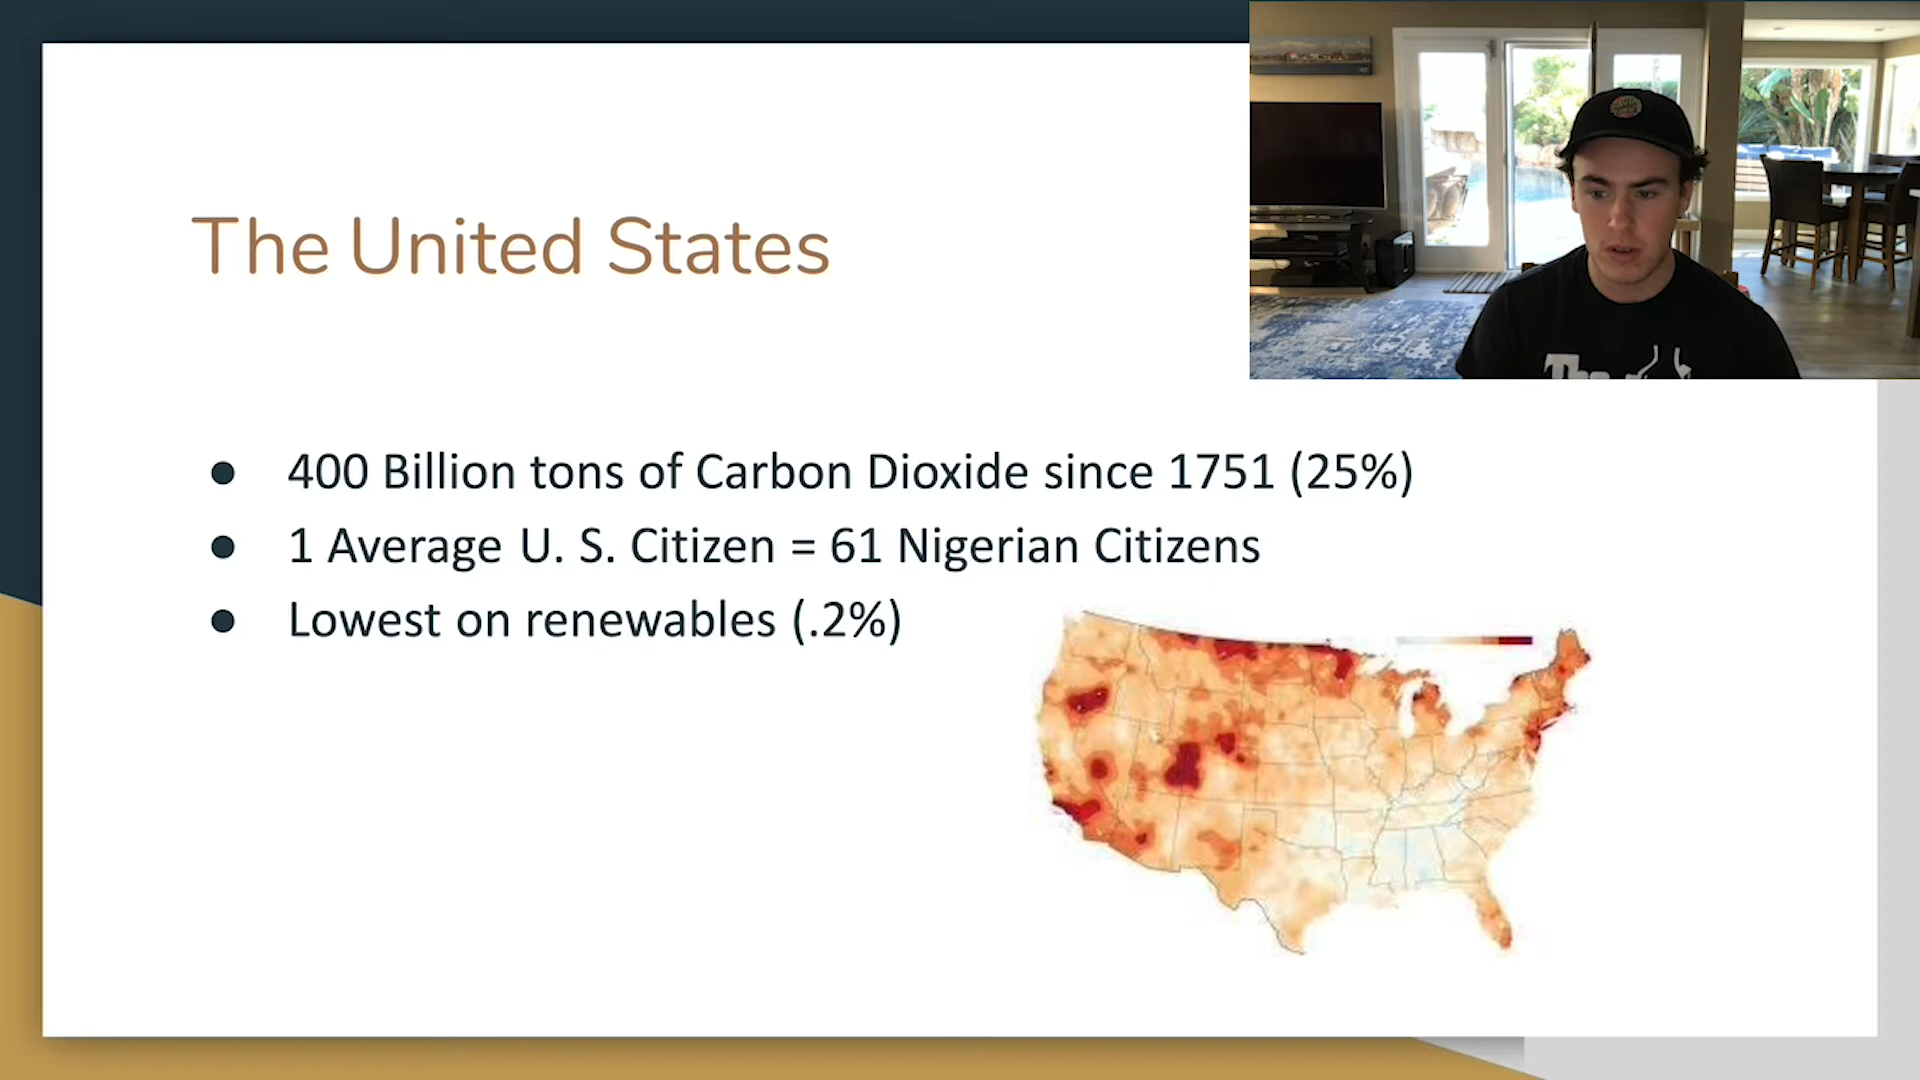 The United States
● 400 Billion tons of Carbon Dioxide since 1751 (25%)
● 1 Average U. S. Citizen = 61 Nigerian Citizens
● Lowest on renewables (.2%)
The